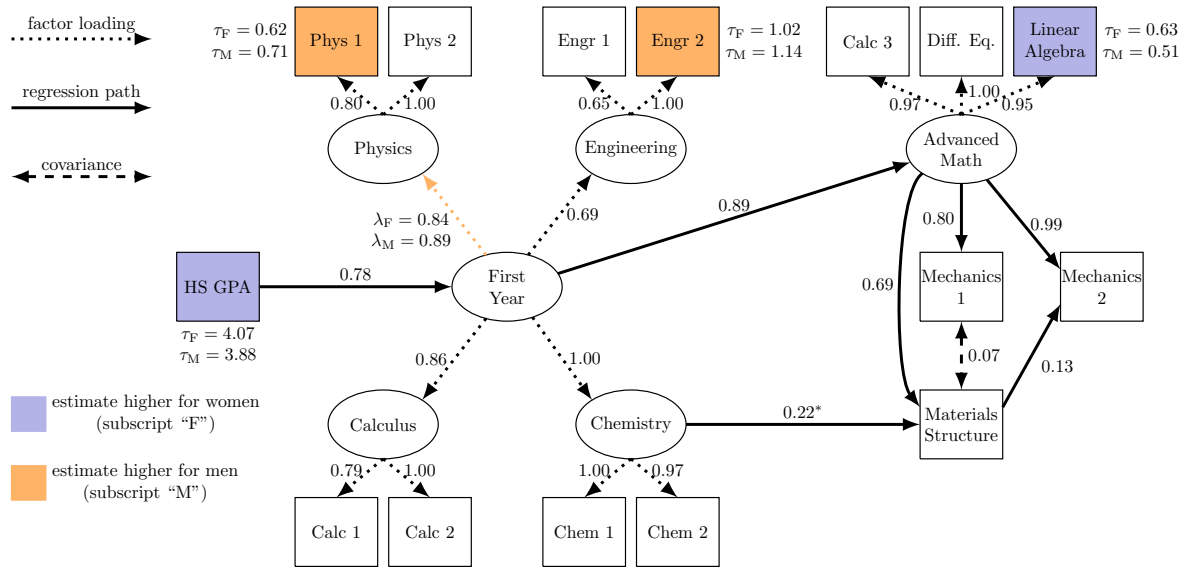 factor loading
regression path
covariance
τF = 0.62
τM = 0.71
Phys 1
Phys 2
Engr 1
Engr 2
τF = 1.02
τM = 1.14
Calc 3
Diff. Eq.
Linear
Algebra
τF = 0.63
τM = 0.51
0.80
1.00
0.65
1.00
0.97
1.00
0.95
Physics
Engineering
Advanced
Math
λF = 0.84
λM = 0.89
0.69
0.89
0.80
0.99
HS GPA
0.78
First
Year
0.69
Mechanics
1
Mechanics
2
τF = 4.07
τM = 3.88
0.86
1.00
0.07
0.13
estimate higher for women
(subscript “F”)
Calculus
Chemistry
0.22*
Materials
Structure
estimate higher for men
(subscript “M”)
0.79
1.00
1.00
0.97
Calc 1
Calc 2
Chem 1
Chem 2